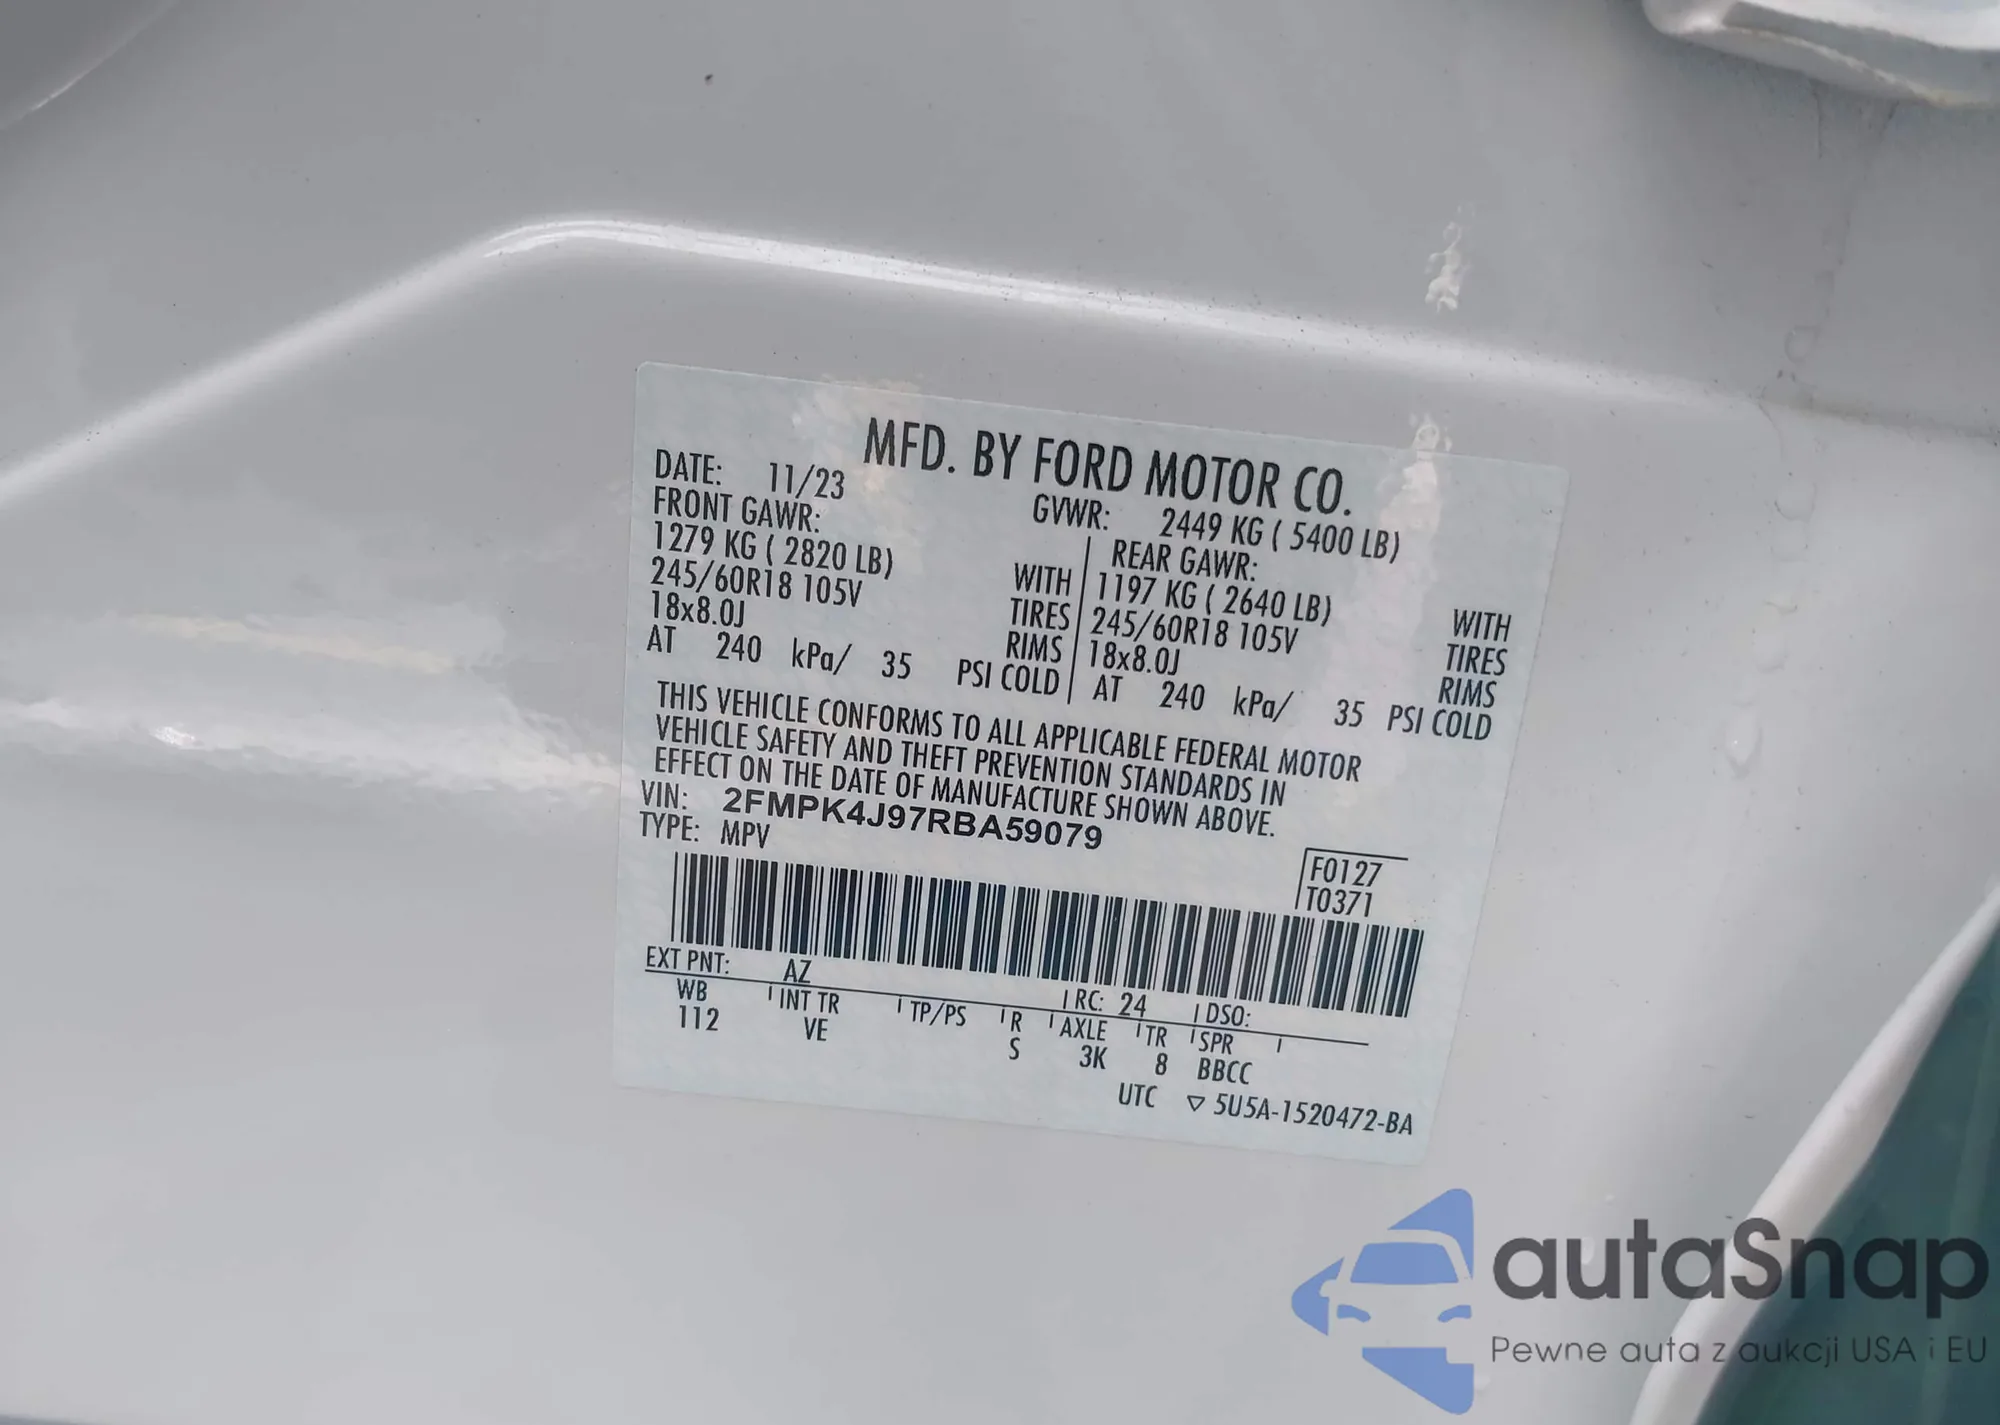 MFD. BY FORD MOTOR CO.
DATE: 11/23 GVWR: 2449 KG ( 5400 LB)
FRONT GAWR: REAR GAWR:
1279 KG ( 2820 LB) WITH 1197 KG ( 2640 LB) WITH
245/60R18 105V TIRES 245/60R18 105V TIRES
18x8.0J RIMS 18x8.0J RIMS
AT 240 kPa/ 35 PSI COLD AT 240 kPa/ 35 PSI COLD
THIS VEHICLE CONFORMS TO ALL APPLICABLE FEDERAL MOTOR
VEHICLE SAFETY AND THEFT PREVENTION STANDARDS IN
EFFECT ON THE DATE OF MANUFACTURE SHOWN ABOVE.
VIN: 2FMPK4J97RBA59079
TYPE: MPV
F0127
T0371
EXT PNT: AZ RC: 24 DSO:
WB INT TR TP/PS R AXLE TR SPR
112 VE S 3K 8 BBCC
UTC ▽ 5U5A-1520472-BA
autaSnap
Pewne auta z aukcji USA i EU